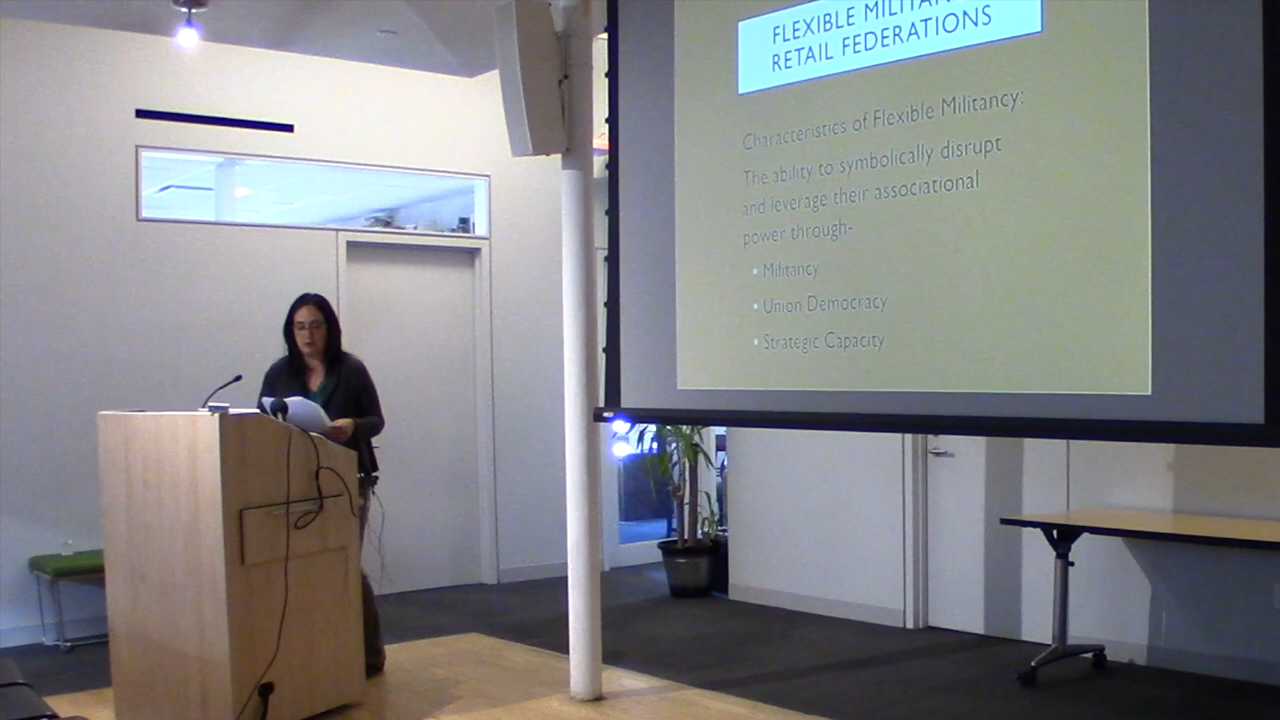 FLEXIBLE
RETAIL FEDERATIONS
Characteristics of Flexible Militancy:
The ability to symbolically disrupt
and leverage their associational
power through-
• Militancy
• Union Democracy
• Strategic Capacity